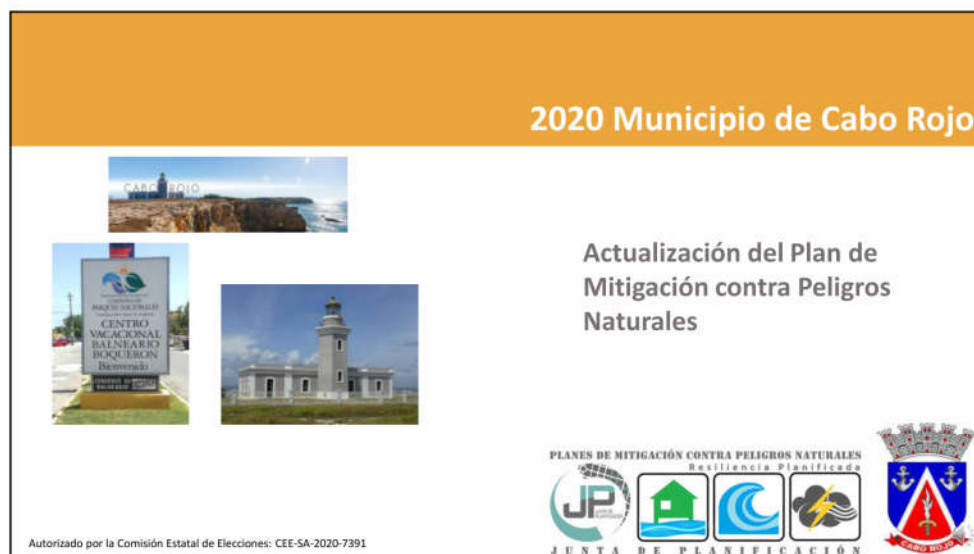 2020 Municipio de Cabo Rojo
CABO ROJO
PARQUES NACIONALES
CENTRO
VACACIONAL
BALNEARIO
BOQUERON
Bienvenido
Actualización del Plan de
Mitigación contra Peligros
Naturales
PLANES DE MITIGACIÓN CONTRA PELIGROS NATURALES
Resiliencia Planificada
JP
JUNTA DE PLANIFICACIÓN
CABO ROJO
Autorizado por la Comisión Estatal de Elecciones: CEE-SA-2020-7391